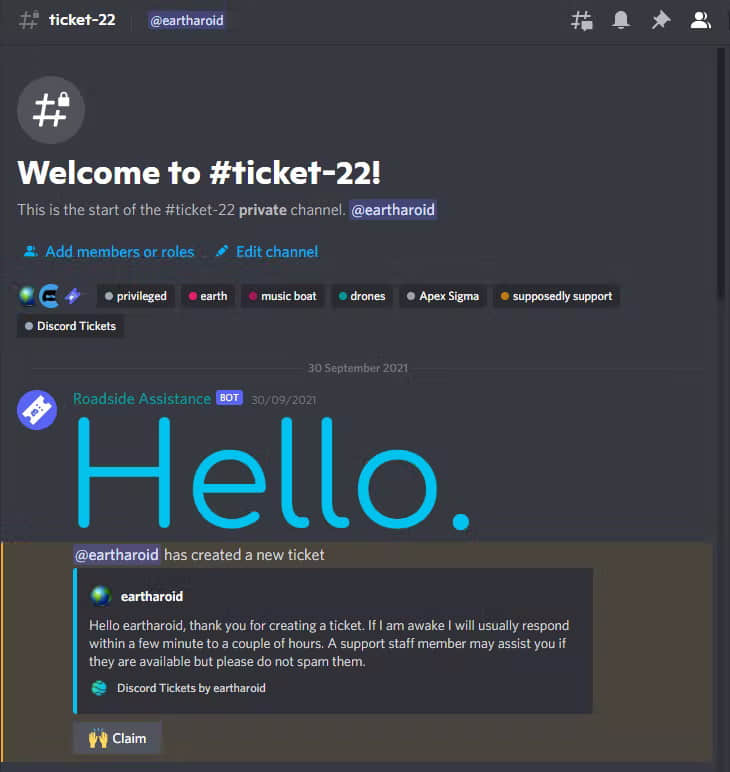 ticket-22 @eartharoid
Welcome to #ticket-22!
This is the start of the #ticket-22 private channel. @eartharoid
Add members or roles Edit channel
privileged earth music boat drones Apex Sigma supposedly support
Discord Tickets
30 September 2021
Roadside Assistance BOT 30/09/2021
Hello.
@eartharoid has created a new ticket
eartharoid
Hello eartharoid, thank you for creating a ticket. If I am awake I will usually respond
within a few minute to a couple of hours. A support staff member may assist you if
they are available but please do not spam them.
Discord Tickets by eartharoid
Claim